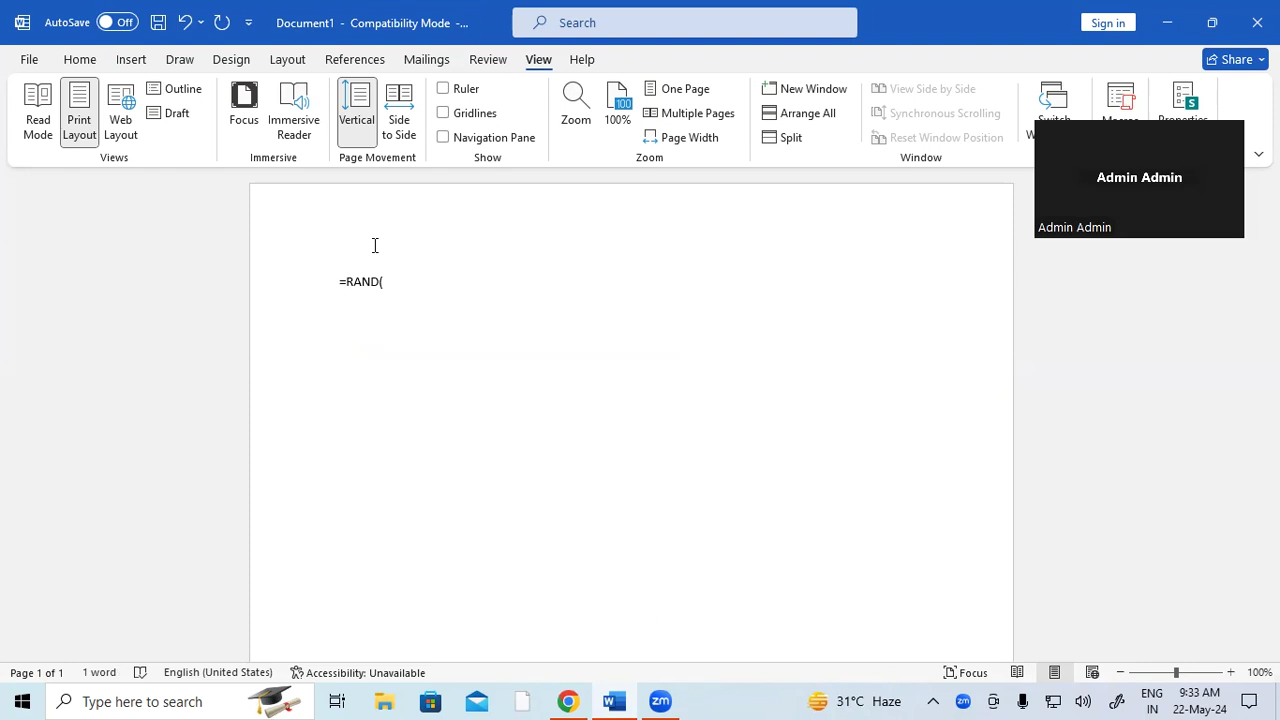 AutoSave Off Document1 - Compatibility Mode -... Search Sign in
File Home Insert Draw Design Layout References Mailings Review View Help Share
Read Mode
Print Layout
Web Layout
Outline
Draft
Views
Focus
Immersive Reader
Immersive
Vertical
Side to Side
Page Movement
Ruler
Gridlines
Navigation Pane
Show
Zoom
100
100%
One Page
Multiple Pages
Page Width
Zoom
New Window
Arrange All
Split
View Side by Side
Synchronous Scrolling
Reset Window Position
Window
Switch
Properties
Admin Admin
Admin Admin
=RAND(
Page 1 of 1 1 word English (United States) Accessibility: Unavailable Focus 100%
Type here to search zm 31°C Haze zm ENG IN 9:33 AM 22-May-24